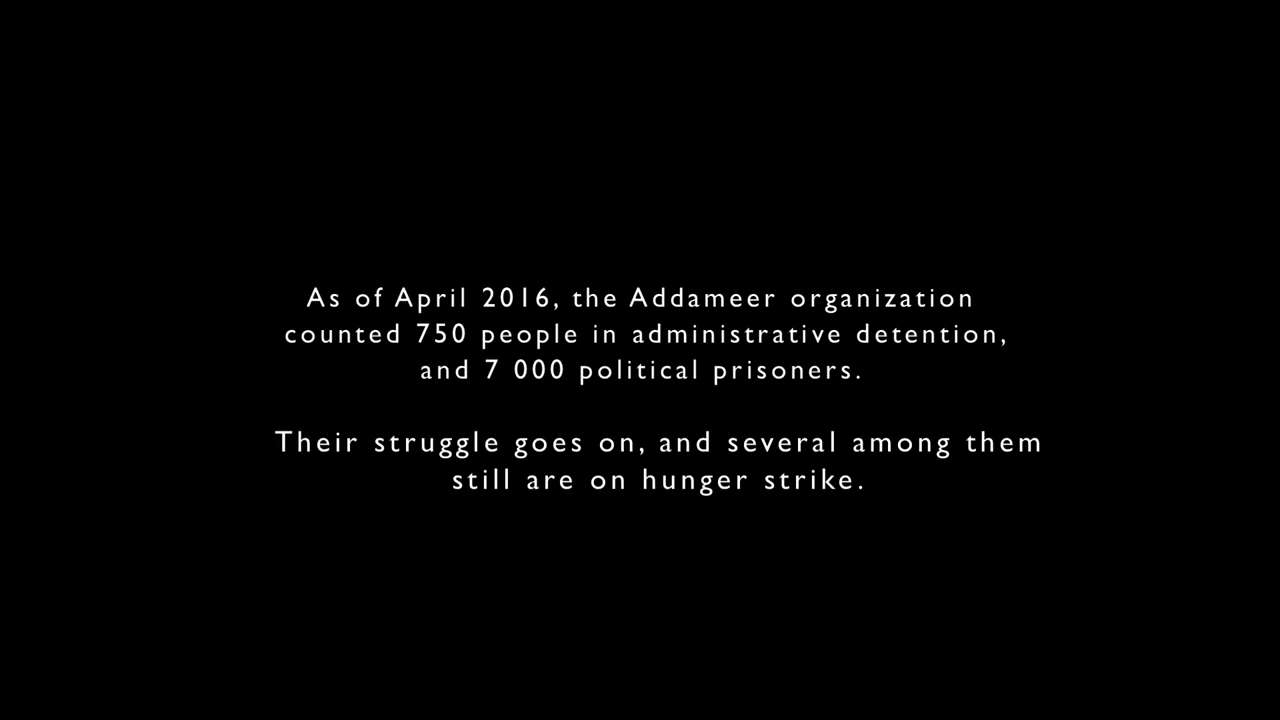 As of April 2016, the Addameer organization
counted 750 people in administrative detention,
and 7 000 political prisoners.
Their struggle goes on, and several among them
still are on hunger strike.